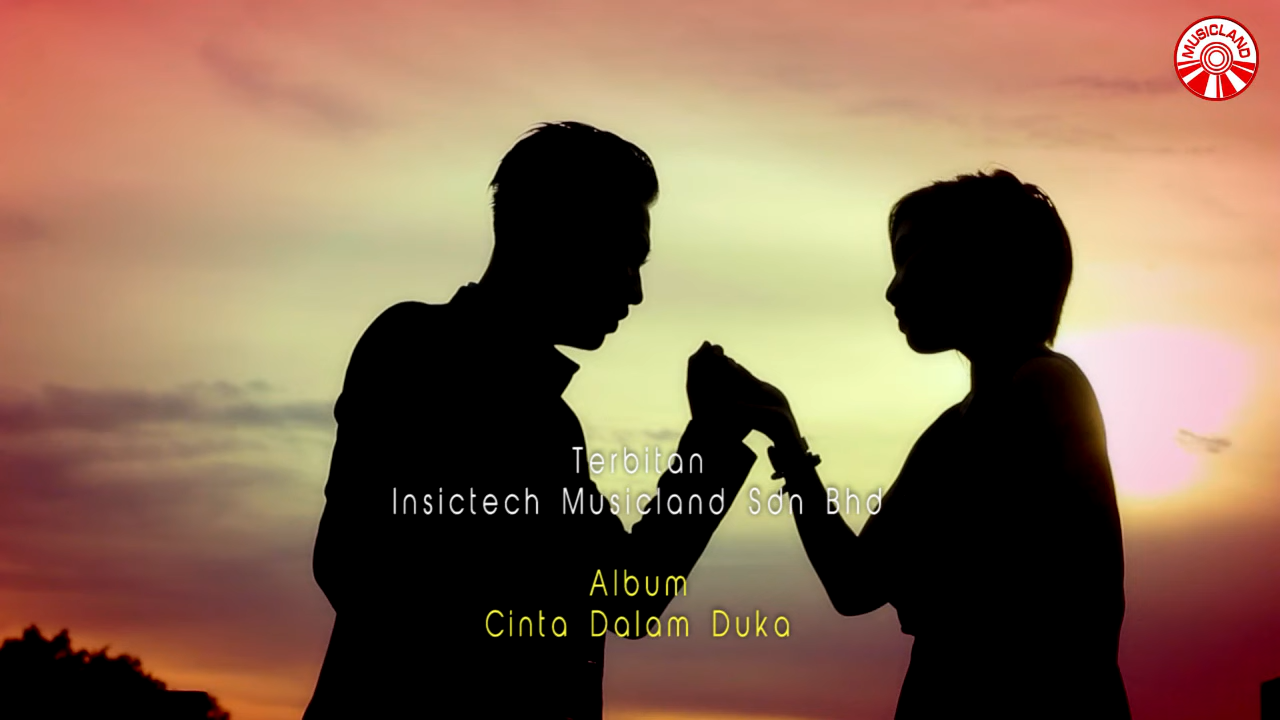 MUSICLAND
Terbitan
Insictech Musicland Sdn Bhd
Album
Cinta Dalam Duka